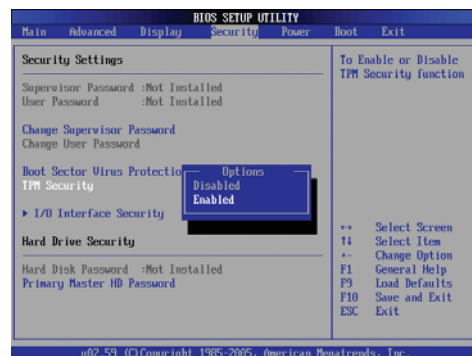 BIOS SETUP UTILITY
Main Advanced Display Security Power Boot Exit
Security Settings
Supervisor Password :Not Installed
User Password :Not Installed
Change Supervisor Password
Change User Password
Boot Sector Virus Protectio
TPM Security
▶ I/O Interface Security
Hard Drive Security
Hard Disk Password :Not Installed
Primary Master HD Password
Options
Disabled
Enabled
To Enable or Disable
TPM Security function
↔ Select Screen
↑↓ Select Item
+- Change Option
F1 General Help
F9 Load Defaults
F10 Save and Exit
ESC Exit
v02.59 (C)Copyright 1985-2005, American Megatrends, Inc.